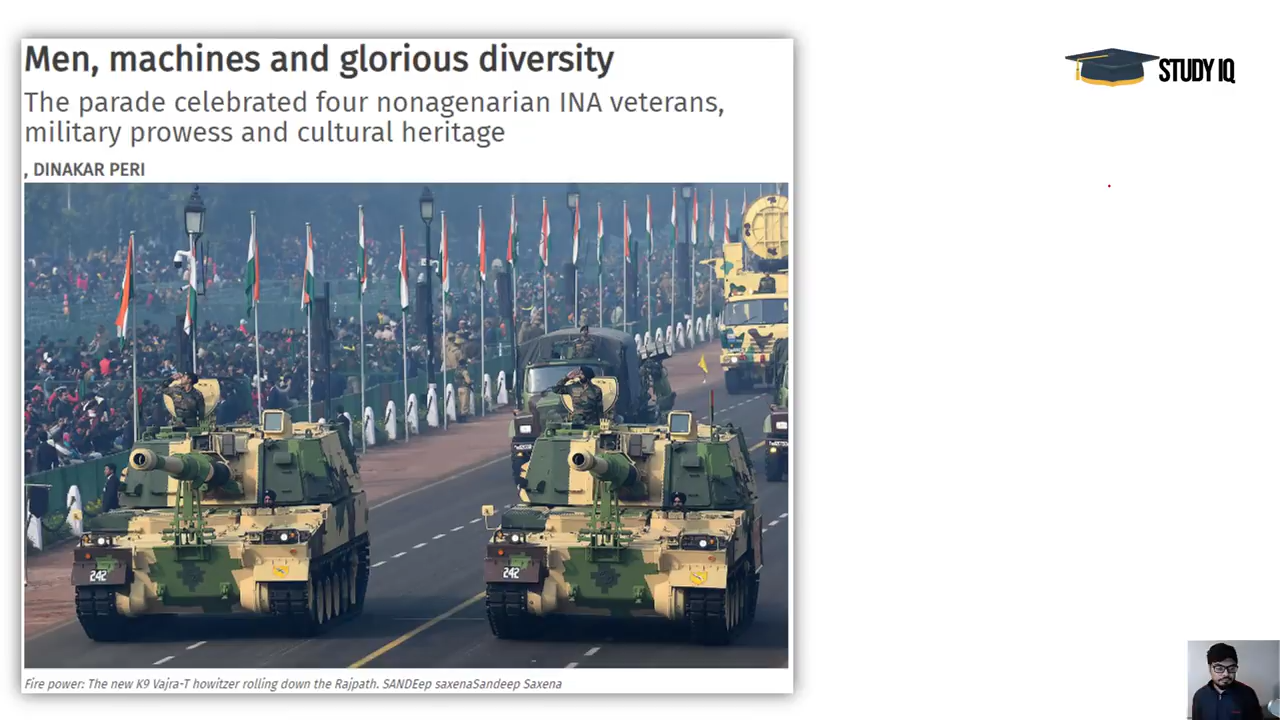 Men, machines and glorious diversity
The parade celebrated four nonagenarian INA veterans,
military prowess and cultural heritage
, DINAKAR PERI
242
242
Fire power: The new K9 Vajra-T howitzer rolling down the Rajpath. SANDEep saxenaSandeep Saxena
STUDY IQ